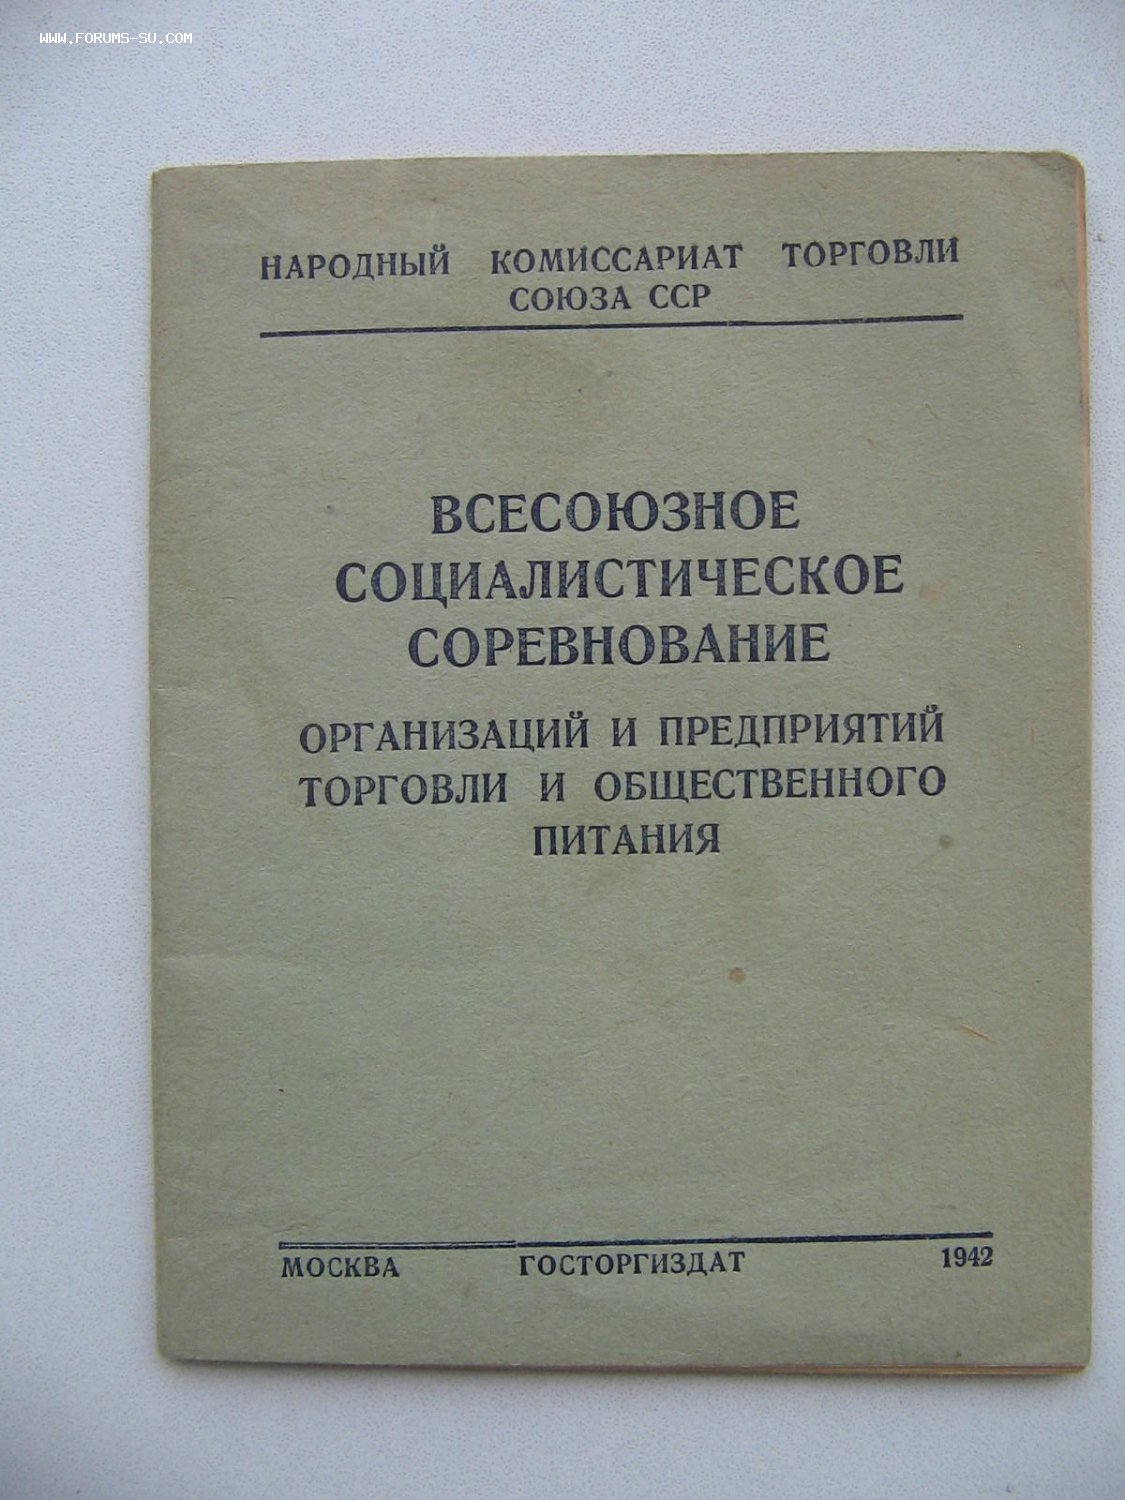 WWW.FORUMS-SU.COM
НАРОДНЫЙ КОМИССАРИАТ ТОРГОВЛИ
СОЮЗА ССР
ВСЕСОЮЗНОЕ
СОЦИАЛИСТИЧЕСКОЕ
СОРЕВНОВАНИЕ
ОРГАНИЗАЦИЙ И ПРЕДПРИЯТИЙ
ТОРГОВЛИ И ОБЩЕСТВЕННОГО
ПИТАНИЯ
МОСКВА ГОСТОРГИЗДАТ 1942